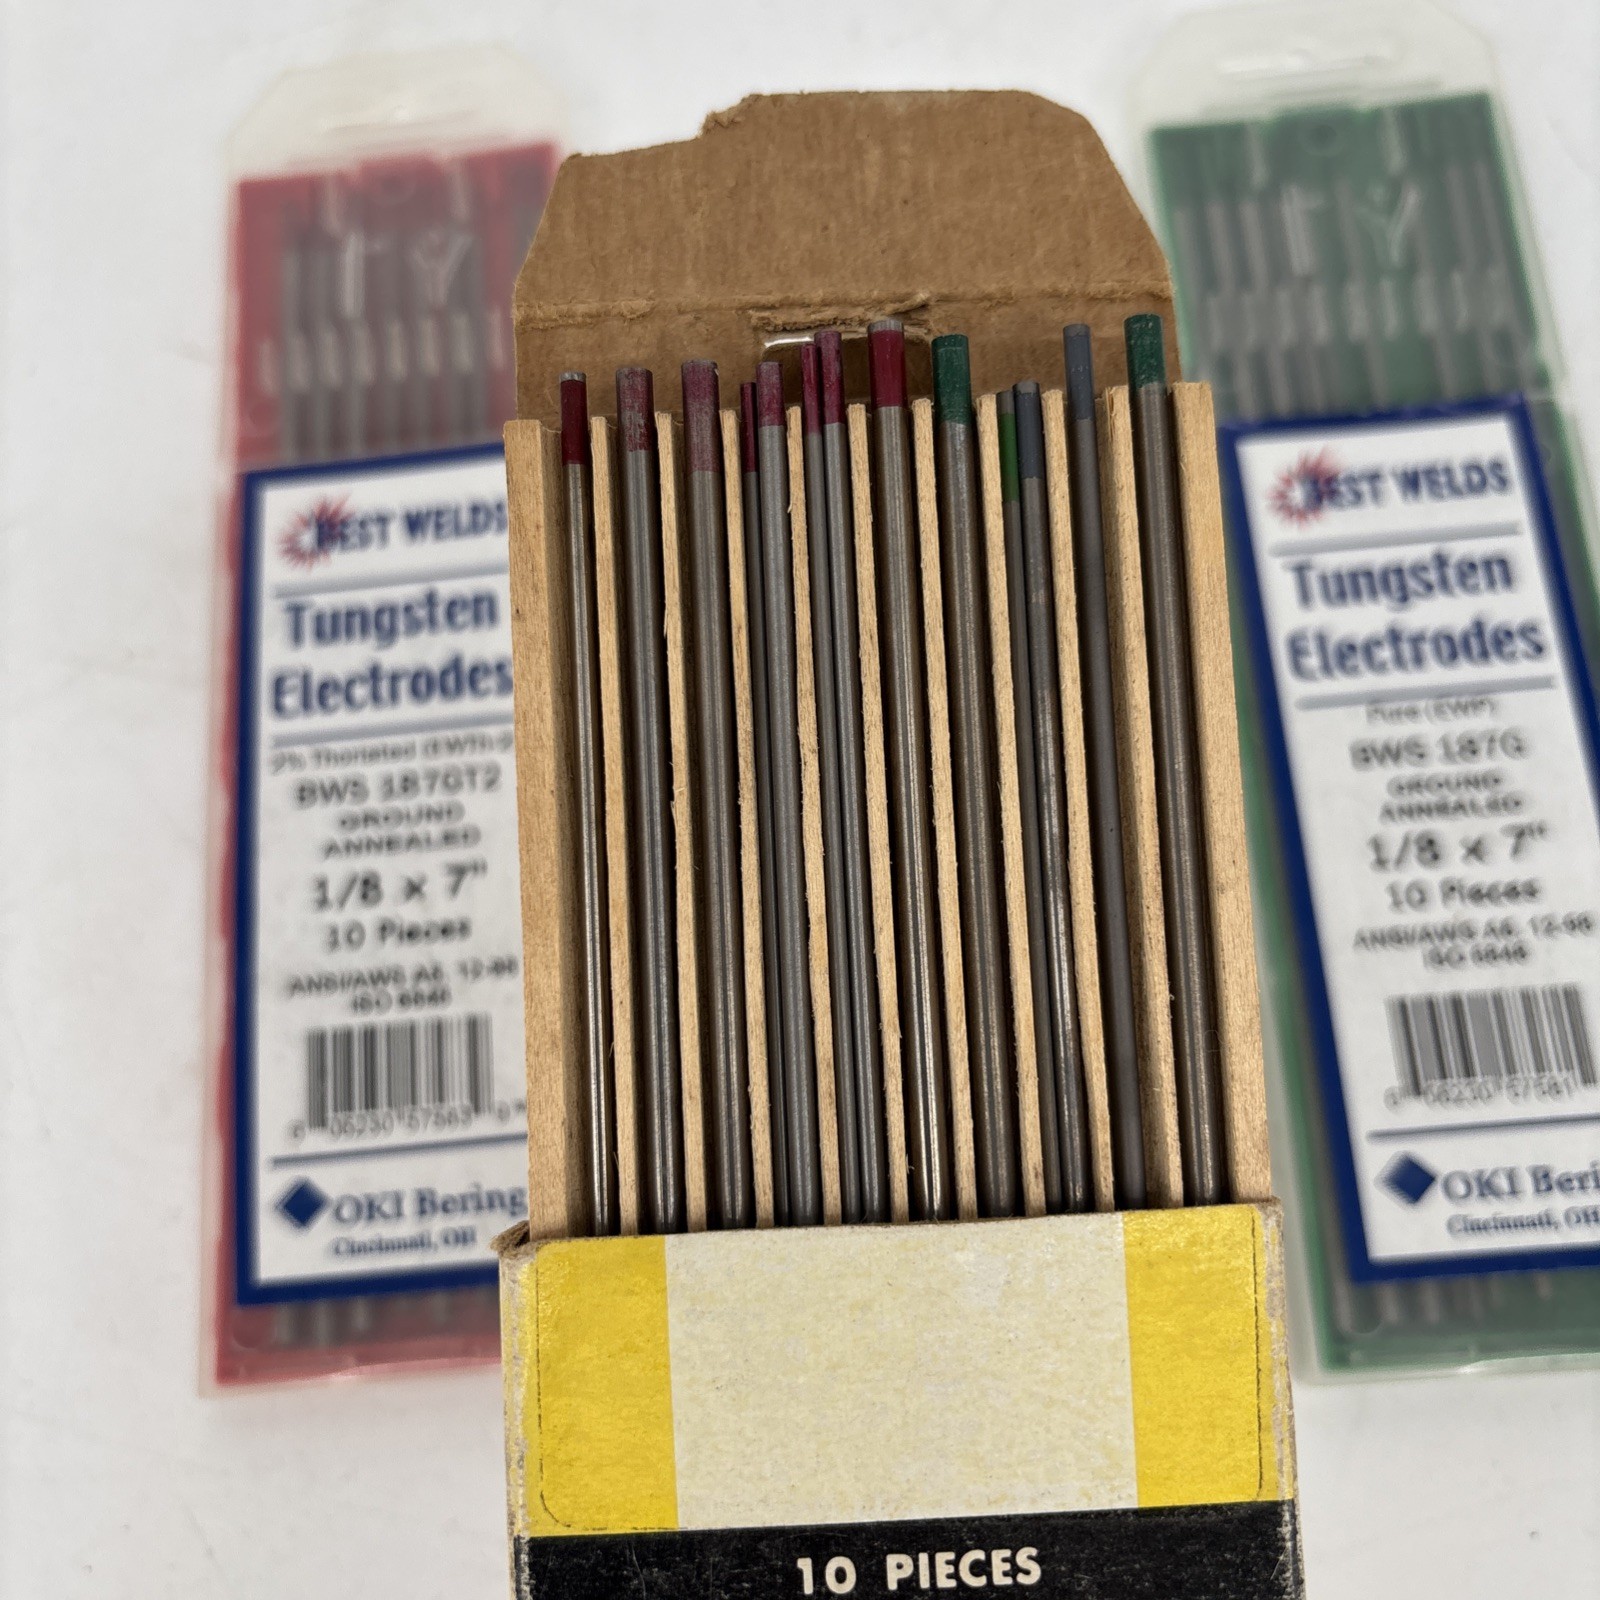 BEST WELDS
Tungsten
Electrodes
2% Thoriated (EWTh-2
BWS 187GT2
GROUND
ANNEALED
1/8 x 7"
10 Pieces
ANSI/AWS A5. 12-98
ISO 6848
OKI Bering
Cincinnati, OH
BEST WELDS
Tungsten
Electrodes
Pure (EWP)
BWS 187G
GROUND
ANNEALED
1/8 x 7"
10 Pieces
ANSI/AWS A5. 12-98
ISO 6848
OKI Beri
Cincinnati, OH
10 PIECES